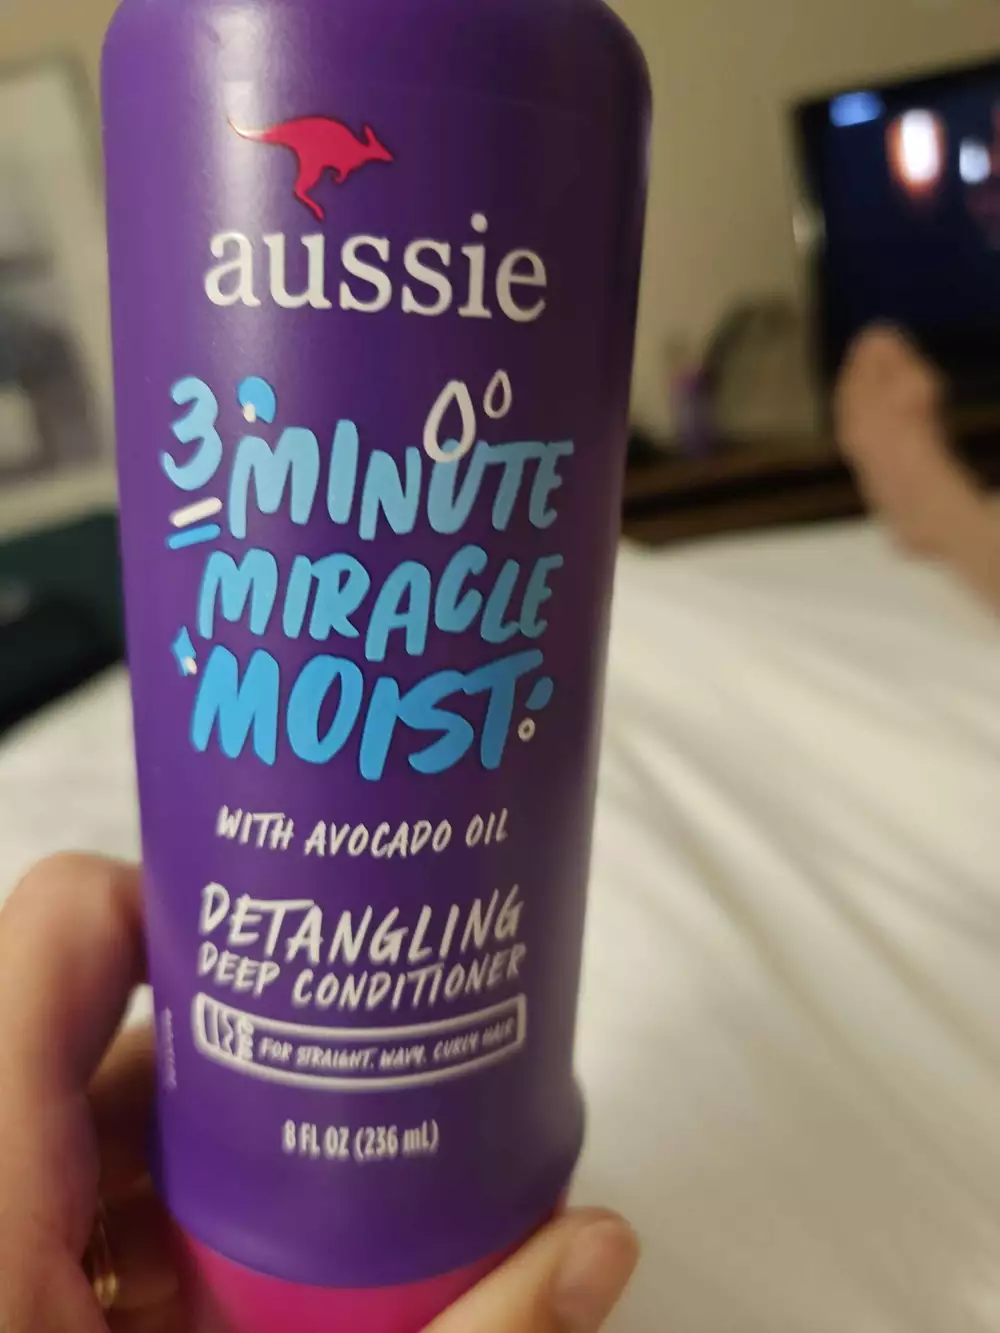 aussie
3 MINUTE
MIRACLE
MOIST
WITH AVOCADO OIL
DETANGLING
DEEP CONDITIONER
FOR STRAIGHT, WAVY, CURLY HAIR
8 FL OZ (236 mL)